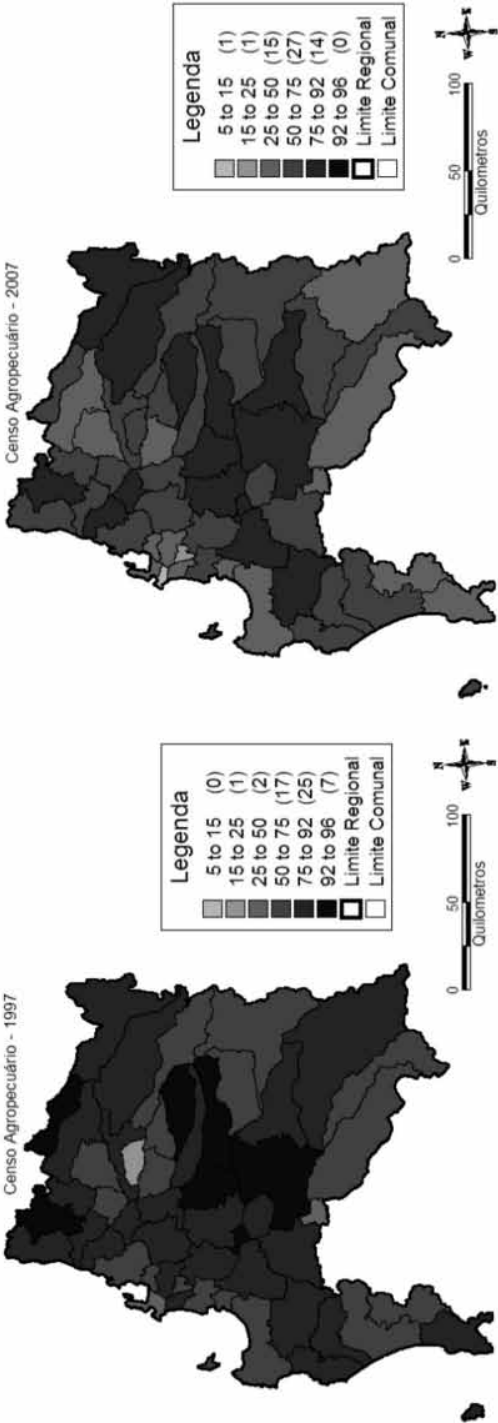 Censo Agropecuário - 1997
Legenda
5 to 15 (0)
15 to 25 (1)
25 to 50 (2)
50 to 75 (17)
75 to 92 (25)
92 to 96 (7)
Limite Regional
Limite Comunal
N
W E
S
0 50 100
Quilometros
Censo Agropecuário - 2007
Legenda
5 to 15 (1)
15 to 25 (1)
25 to 50 (15)
50 to 75 (27)
75 to 92 (14)
92 to 96 (0)
Limite Regional
Limite Comunal
N
W E
S
0 50 100
Quilometros